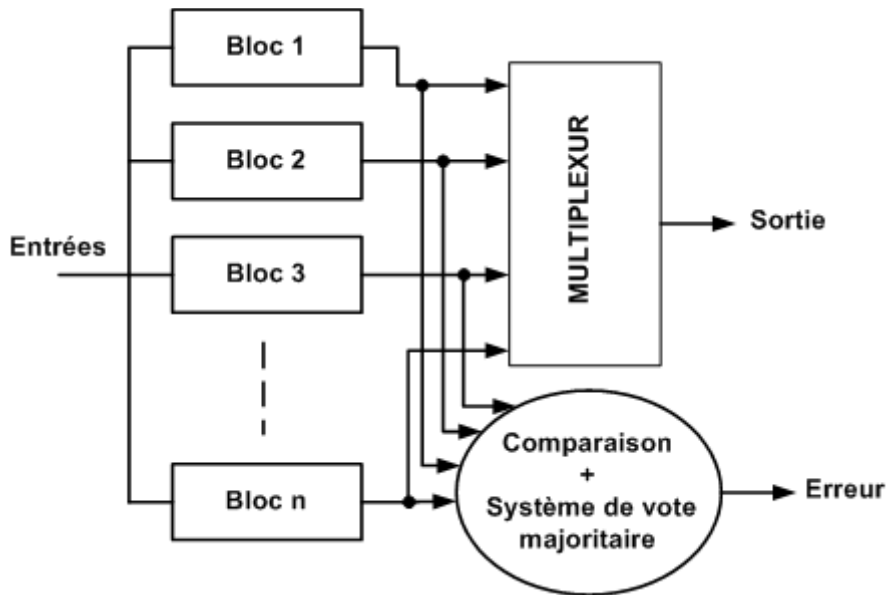 Bloc 1
Bloc 2
Entrées
Bloc 3
Bloc n
MULTIPLEXUR
Sortie
Comparaison
+
Système de vote
majoritaire
Erreur